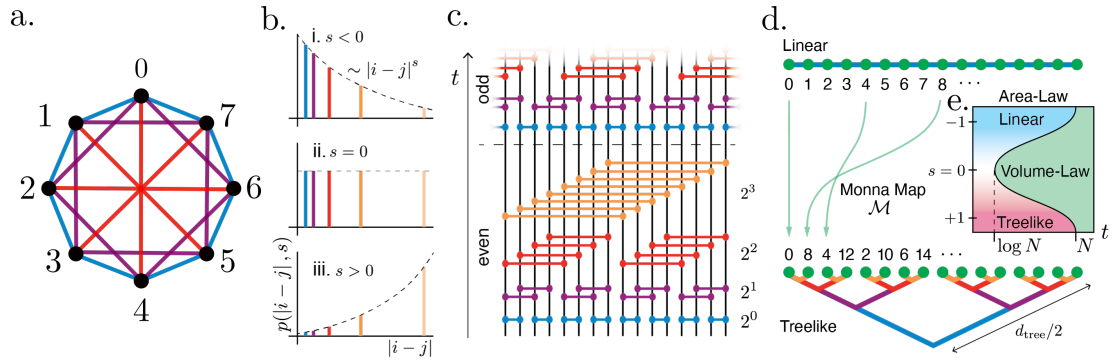 a.
0
1
7
2
6
3
5
4
b.
i. s < 0
∼ |i − j|^s
ii. s = 0
iii. s > 0
p(|i − j|, s)
|i − j|
c.
t
odd
even
2^3
2^2
2^1
2^0
d.
Linear
0 1 2 3 4 5 6 7 8 ···
Monna Map
ℳ
0 8 4 12 2 10 6 14 ···
Treelike
d_tree/2
e.
Area-Law
Linear
−1
Volume-Law
s = 0
+1
Treelike
log N
N
t